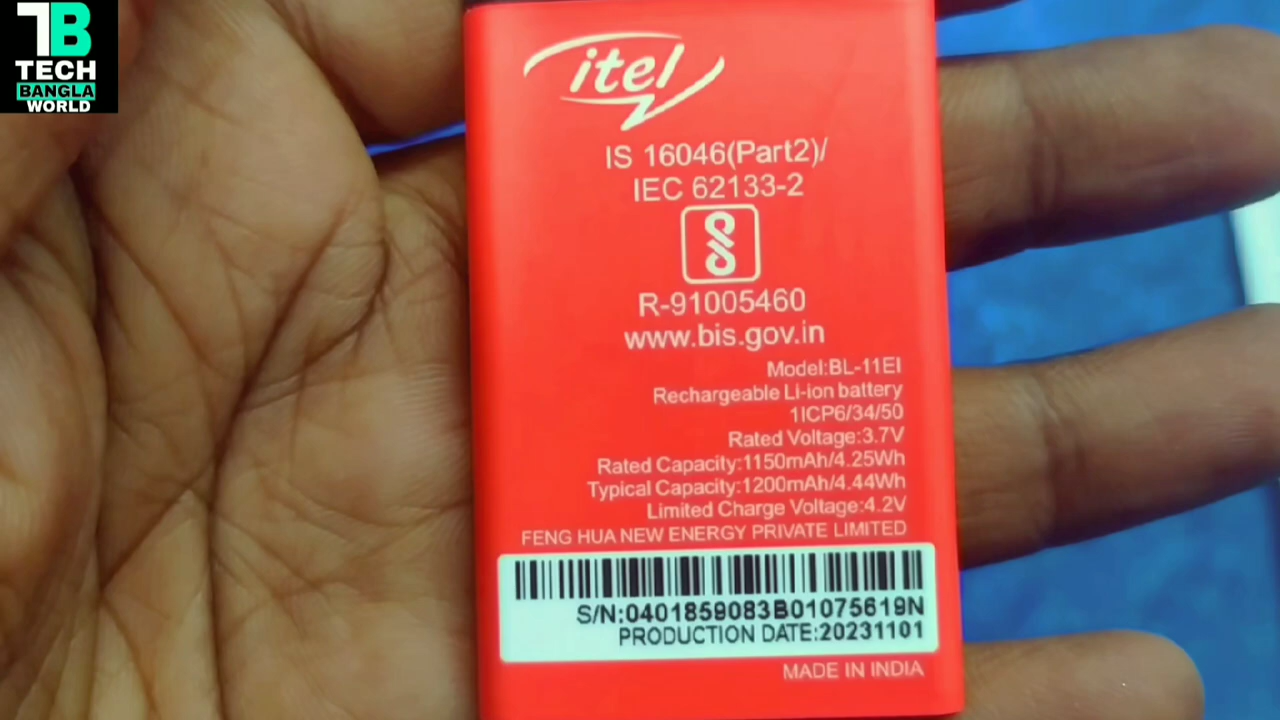 TB
TECH
BANGLA
WORLD
itel
IS 16046(Part2)/
IEC 62133-2
R-91005460
www.bis.gov.in
Model:BL-11EI
Rechargeable Li-ion battery
1ICP6/34/50
Rated Voltage:3.7V
Rated Capacity:1150mAh/4.25Wh
Typical Capacity:1200mAh/4.44Wh
Limited Charge Voltage:4.2V
FENG HUA NEW ENERGY PRIVATE LIMITED
S/N:0401859083B01075619N
PRODUCTION DATE:20231101
MADE IN INDIA